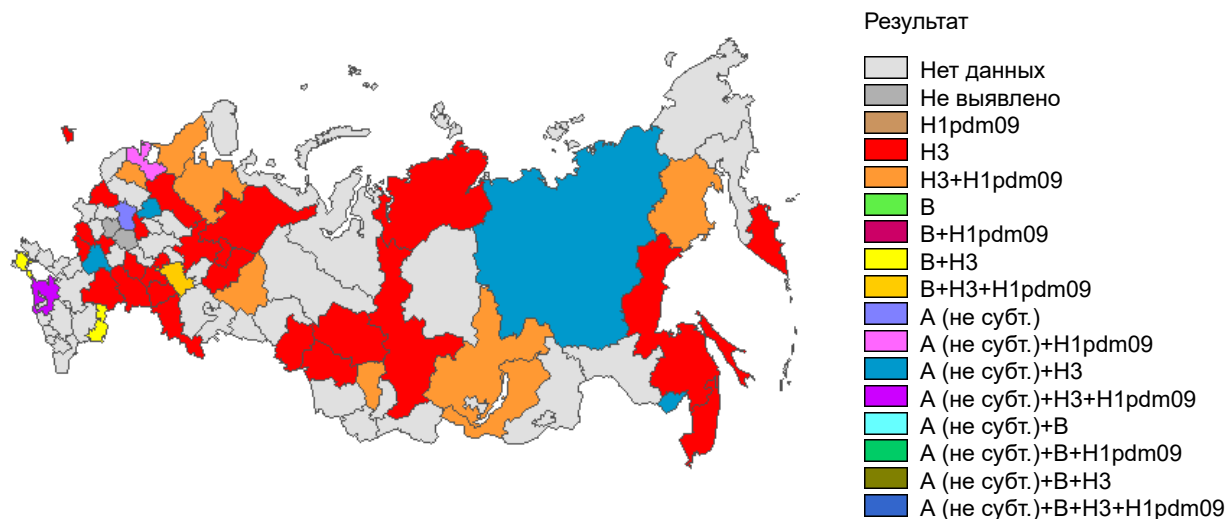 Результат
Нет данных
Не выявлено
H1pdm09
H3
H3+H1pdm09
B
B+H1pdm09
B+H3
B+H3+H1pdm09
А (не субт.)
А (не субт.)+H1pdm09
А (не субт.)+H3
А (не субт.)+H3+H1pdm09
А (не субт.)+B
А (не субт.)+B+H1pdm09
А (не субт.)+B+H3
А (не субт.)+B+H3+H1pdm09